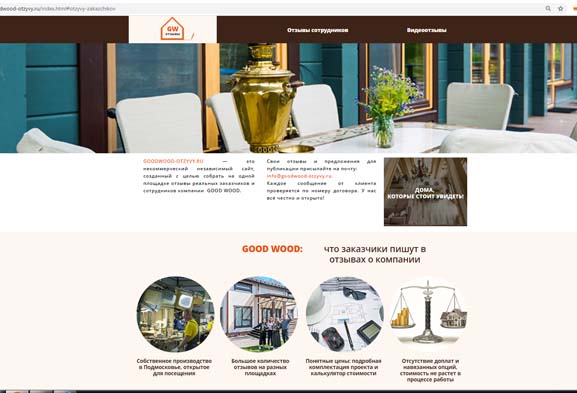 dwood-otzyvy.ru/index.html#otzyvy-zakazchikov
GW
ОТЗЫВЫ
Отзывы сотрудников
Видеоотзывы
GOODWOOD-OTZYVY.RU — это
некоммерческий независимый сайт,
созданный с целью собрать на одной
площадке отзывы реальных заказчиков и
сотрудников компании GOOD WOOD.
Свои отзывы и предложения для
публикации присылайте на почту:
info@goodwood-otzyvy.ru.
Каждое сообщение от клиента
проверяется по номеру договора. У нас
всё честно и открыто!
ДОМА,
КОТОРЫЕ СТОИТ УВИДЕТЬ!
GOOD WOOD: что заказчики пишут в
отзывах о компании
Собственное производство
в Подмосковье, открытое
для посещения
Большое количество
отзывов на разных
площадках
Понятные цены: подробная
комплектация проекта и
калькулятор стоимости
Отсутствие доплат и
навязанных опций,
стоимость не растет в
процессе работы